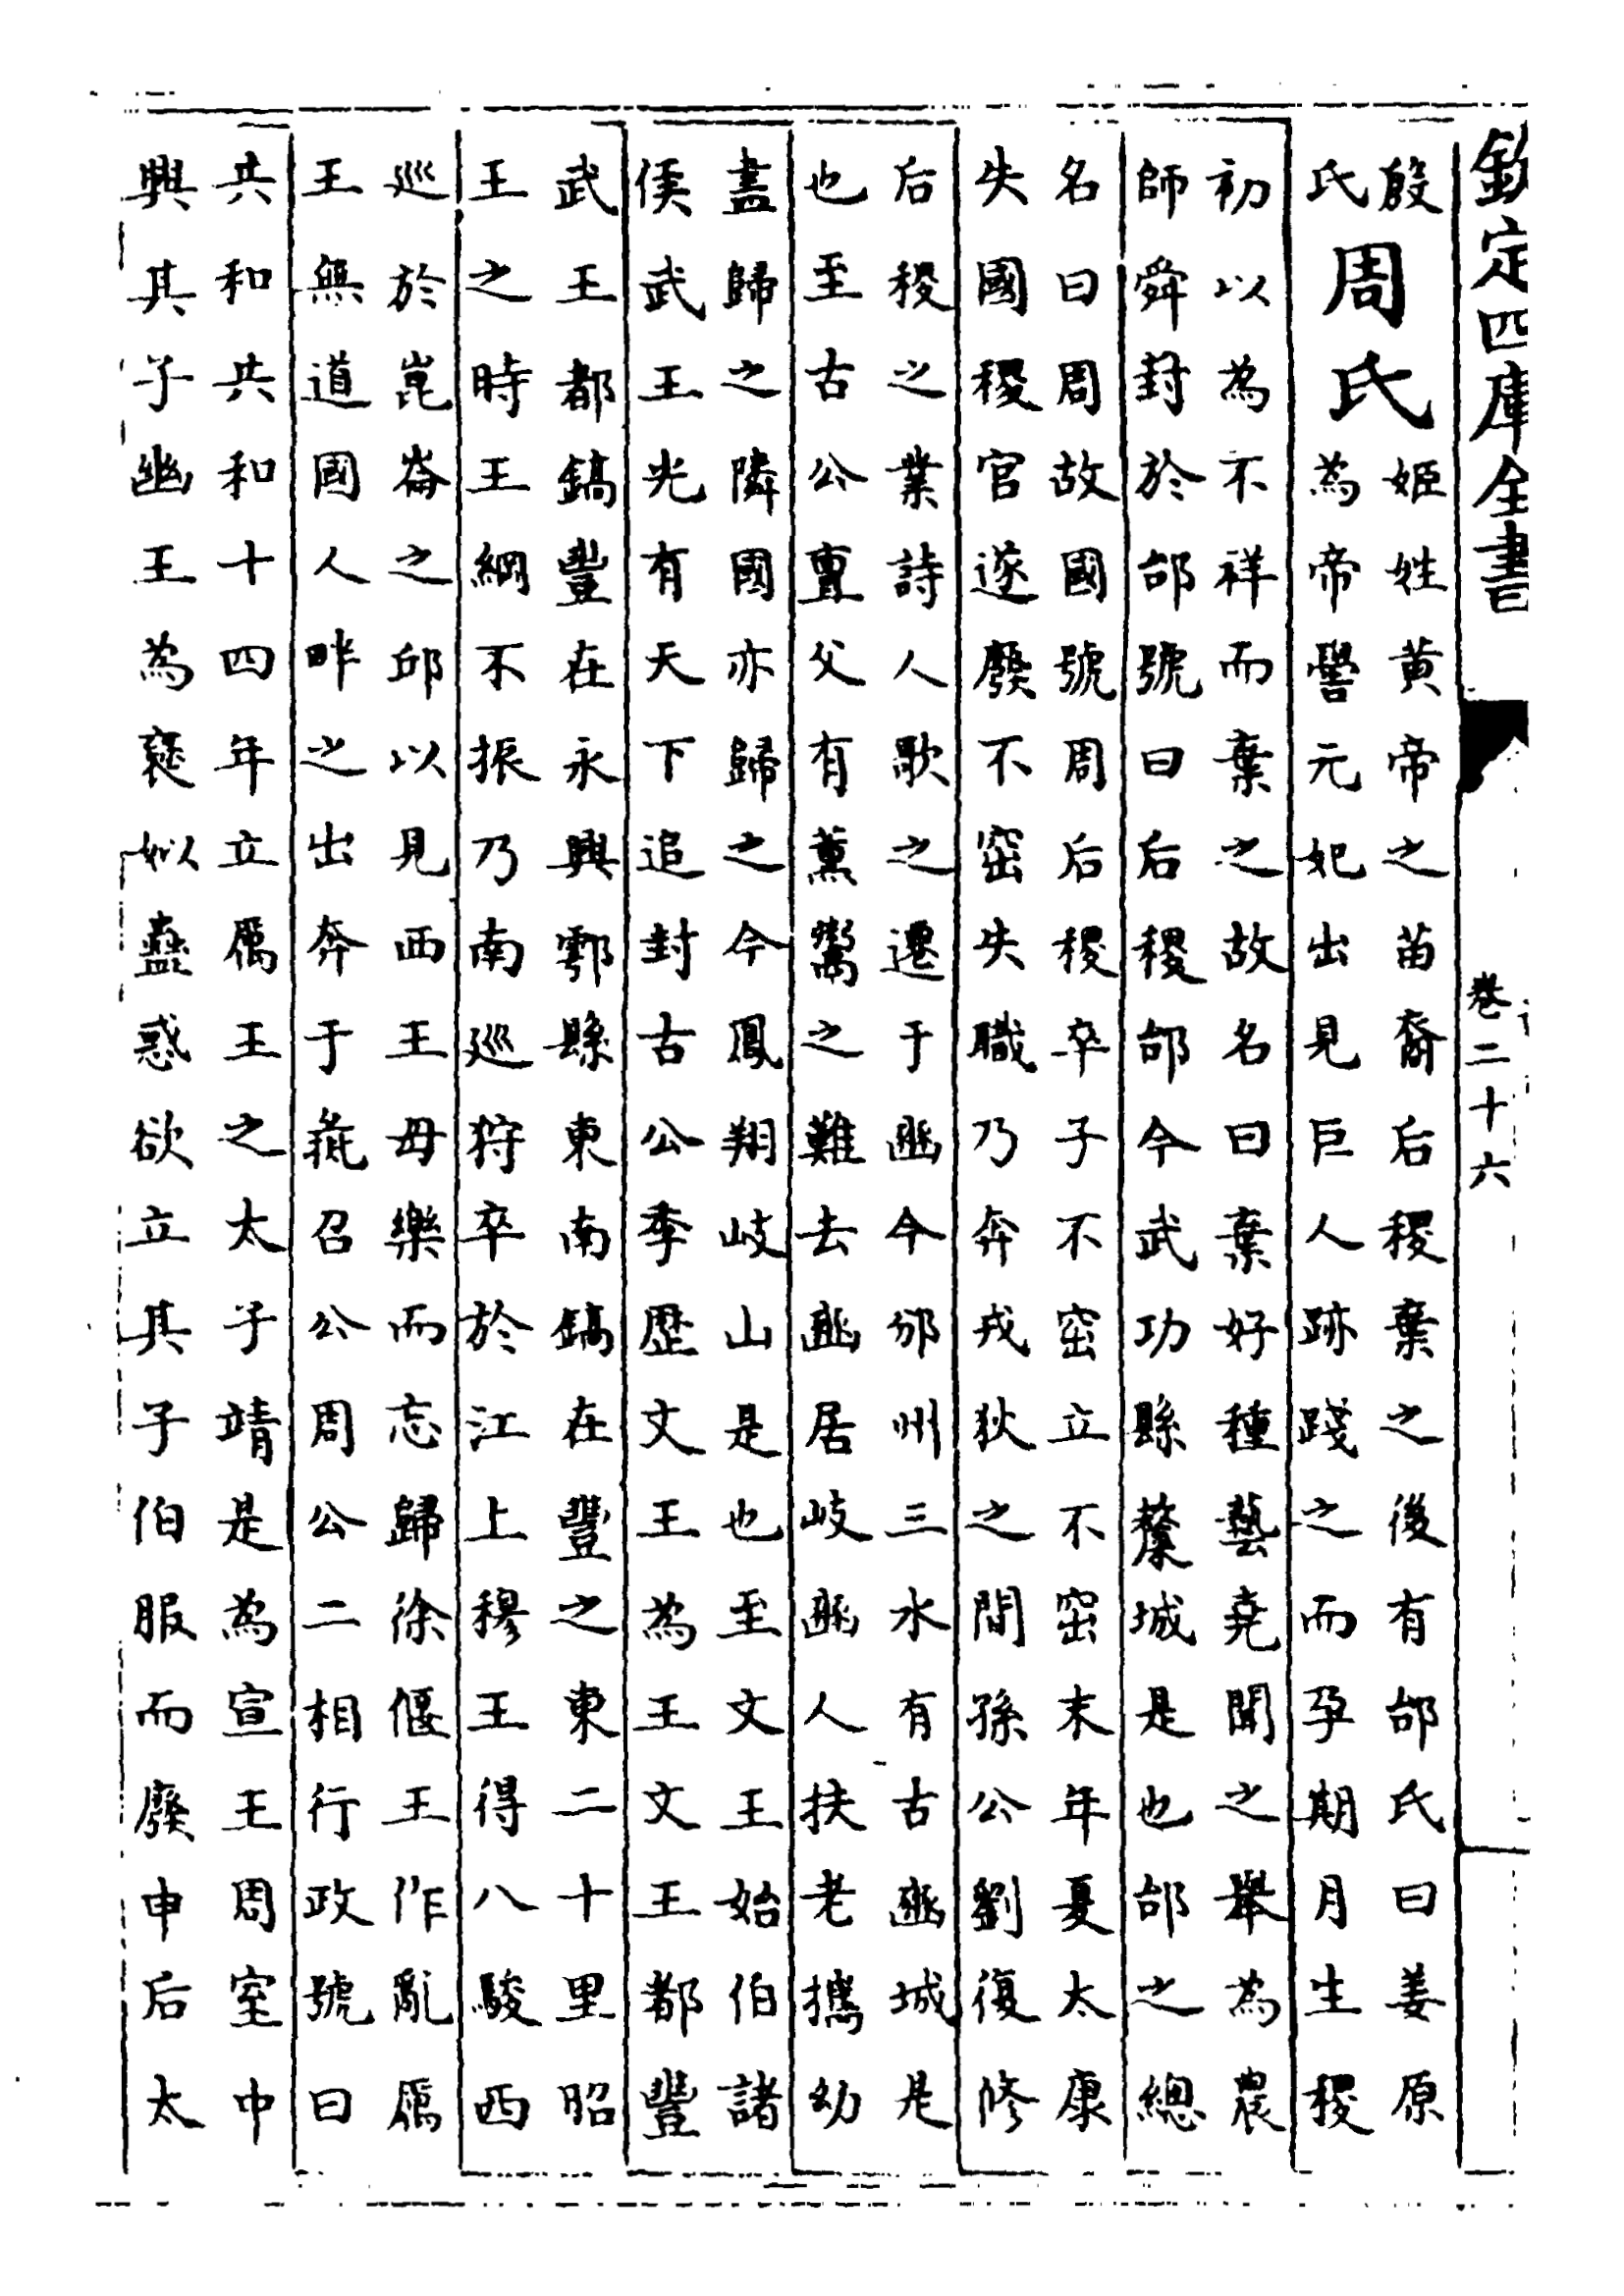 欽定四庫全書
卷二十六
殷
氏
周氏
姬姓黄帝之苗裔后稷棄之後有邰氏曰姜原
為帝嚳元妃出見巨人跡踐之而孕期月生稷
初以為不祥而棄之故名曰棄好種藝堯聞之舉為農
師舜封於邰號曰后稷邰今武功縣斄城是也邰之總
名曰周故國號周后稷卒子不窋立不窋末年夏太康
失國稷官遂廢不窋失職乃奔戎狄之間孫公劉復修
后稷之業詩人歌之遷于豳今邠州三水有古豳城是
也至古公亶父有薰鬻之難去豳居岐豳人扶老攜幼
盡歸之隣國亦歸之今鳳翔岐山是也至文王始伯諸
侯武王光有天下追封古公季歴文王為王文王都豐
武王都鎬豐在永興鄠縣東南鎬在豐之東二十里昭
王之時王綱不振乃南廵狩卒於江上穆王得八駿西
廵於崑崙之邱以見西王母樂而忘歸徐偃王作亂厲
王無道國人畔之出奔于彘召公周公二相行政號曰
共和共和十四年立厲王之太子靖是為宣王周室中
興其子幽王為褒姒蠱惑欲立其子伯服而廢申后太